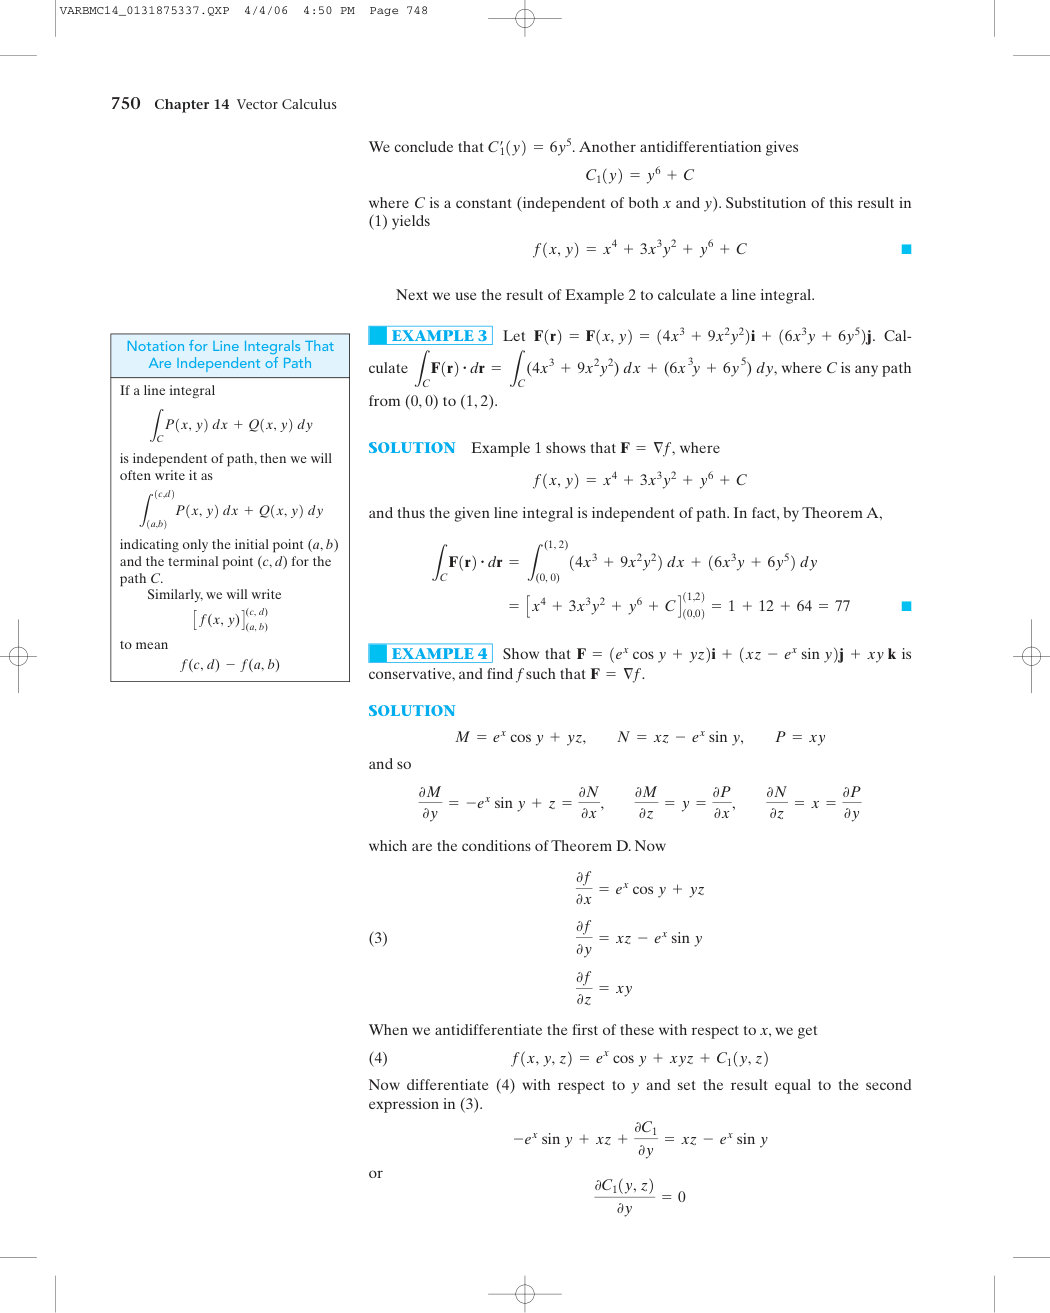 VARBMC14_0131875337.QXP 4/4/06 4:50 PM Page 748
750 Chapter 14 Vector Calculus
We conclude that C₁′(y) = 6y⁵. Another antidifferentiation gives
C₁(y) = y⁶ + C
where C is a constant (independent of both x and y). Substitution of this result in
(1) yields
f(x, y) = x⁴ + 3x³y² + y⁶ + C
Next we use the result of Example 2 to calculate a line integral.
EXAMPLE 3 Let F(r) = F(x, y) = (4x³ + 9x²y²)i + (6x³y + 6y⁵)j. Cal-
culate ∫_C F(r) · dr = ∫_C (4x³ + 9x²y²) dx + (6x³y + 6y⁵) dy, where C is any path
from (0, 0) to (1, 2).
SOLUTION Example 1 shows that F = ∇f, where
f(x, y) = x⁴ + 3x³y² + y⁶ + C
and thus the given line integral is independent of path. In fact, by Theorem A,
∫_C F(r) · dr = ∫_(0, 0)^(1, 2) (4x³ + 9x²y²) dx + (6x³y + 6y⁵) dy
= [x⁴ + 3x³y² + y⁶ + C]_(0,0)^(1,2) = 1 + 12 + 64 = 77
Notation for Line Integrals That
Are Independent of Path
If a line integral
∫_C P(x, y) dx + Q(x, y) dy
is independent of path, then we will
often write it as
∫_(a,b)^(c,d) P(x, y) dx + Q(x, y) dy
indicating only the initial point (a, b)
and the terminal point (c, d) for the
path C.
Similarly, we will write
[f(x, y)]_(a, b)^(c, d)
to mean
f(c, d) − f(a, b)
EXAMPLE 4 Show that F = (eˣ cos y + yz)i + (xz − eˣ sin y)j + xy k is
conservative, and find f such that F = ∇f.
SOLUTION
M = eˣ cos y + yz, N = xz − eˣ sin y, P = xy
and so
∂M/∂y = −eˣ sin y + z = ∂N/∂x, ∂M/∂z = y = ∂P/∂x, ∂N/∂z = x = ∂P/∂y
which are the conditions of Theorem D. Now
∂f/∂x = eˣ cos y + yz
(3) ∂f/∂y = xz − eˣ sin y
∂f/∂z = xy
When we antidifferentiate the first of these with respect to x, we get
(4) f(x, y, z) = eˣ cos y + xyz + C₁(y, z)
Now differentiate (4) with respect to y and set the result equal to the second
expression in (3).
−eˣ sin y + xz + ∂C₁/∂y = xz − eˣ sin y
or
∂C₁(y, z)/∂y = 0